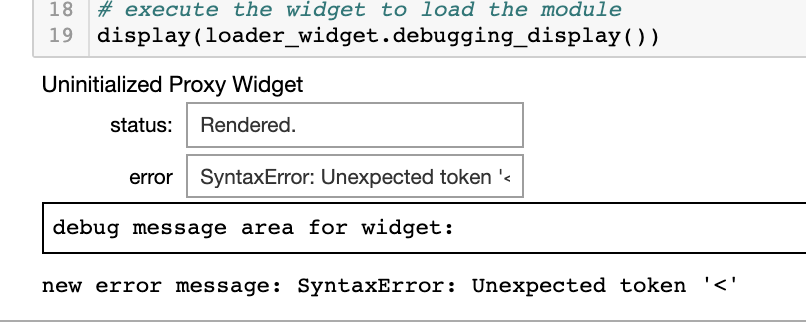 18 # execute the widget to load the module
19 display(loader_widget.debugging_display())
Uninitialized Proxy Widget
status: Rendered.
error SyntaxError: Unexpected token '<
debug message area for widget:
new error message: SyntaxError: Unexpected token '<'